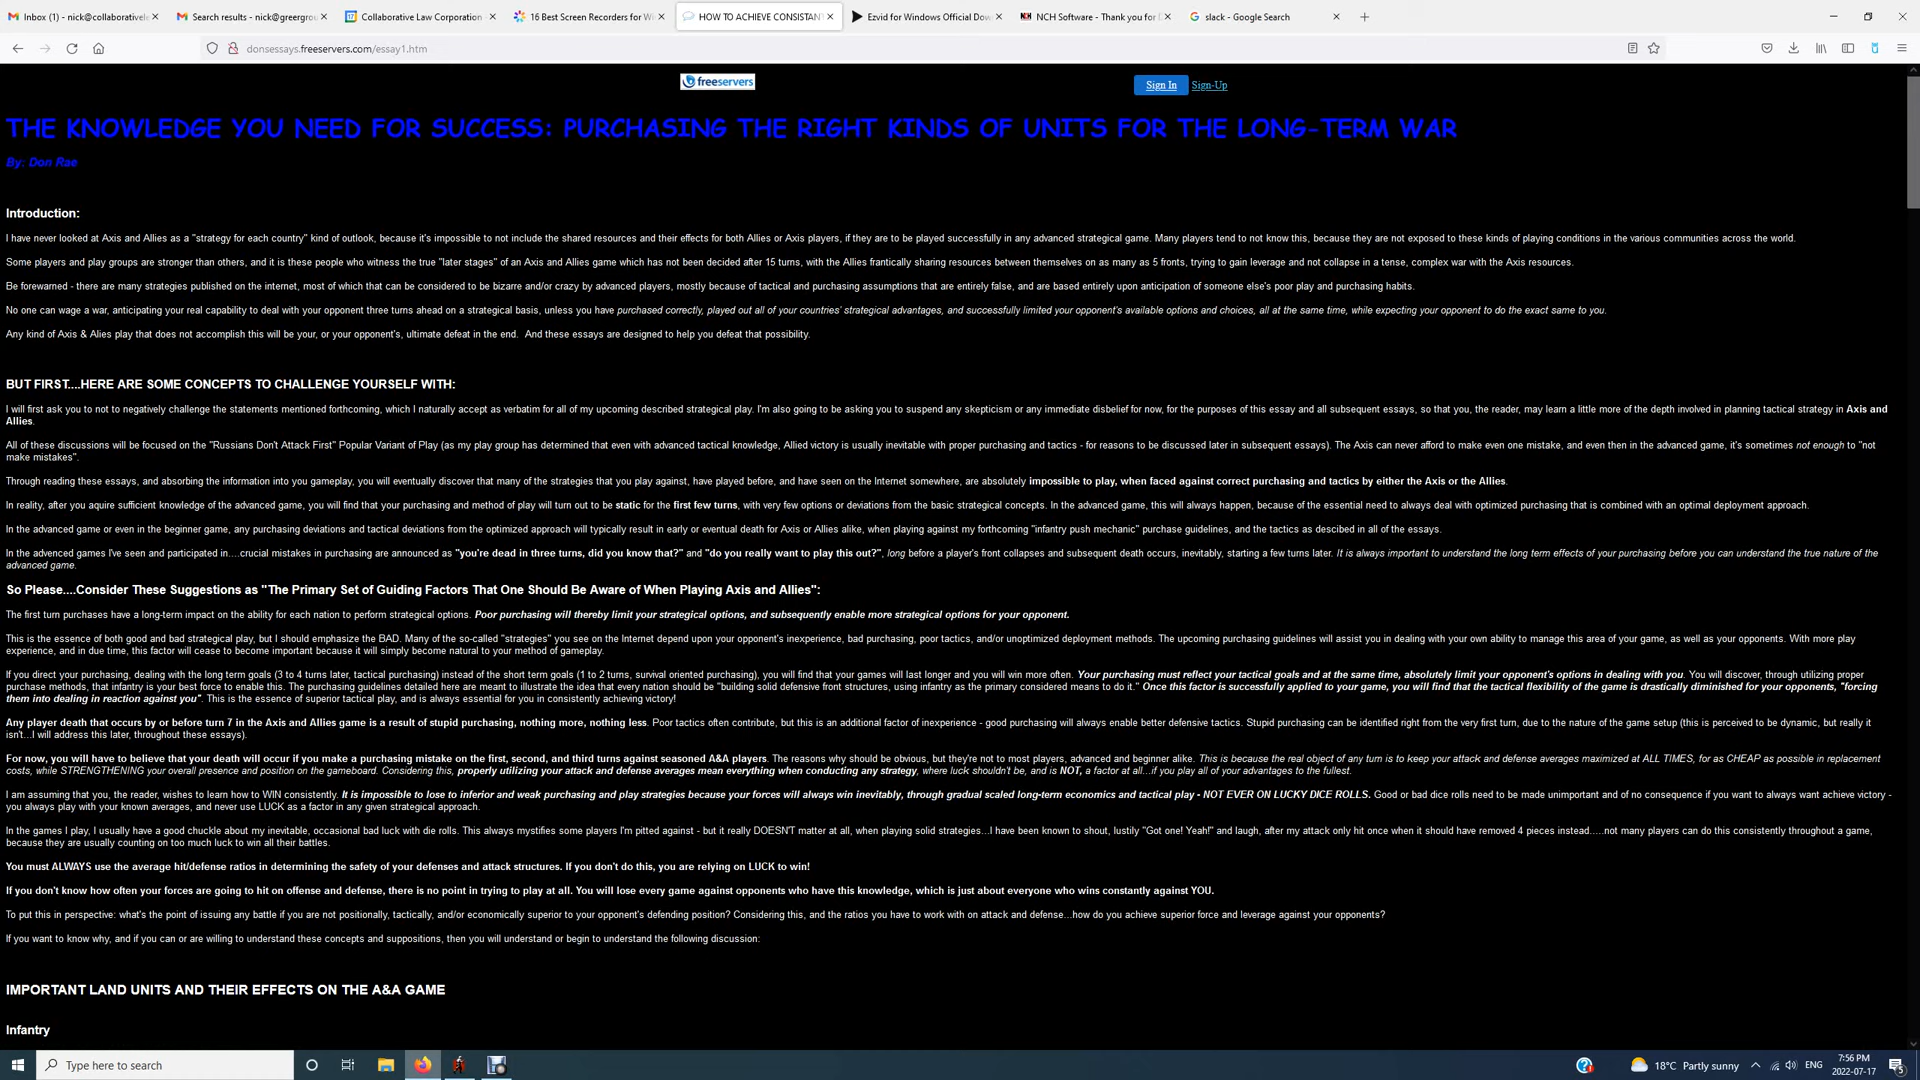 Inbox (1) - nick@collaborativele
Search results - nick@greergrou
Collaborative Law Corporation
16 Best Screen Recorders for Wi
HOW TO ACHIEVE CONSISTAN
Ezvid for Windows Official Dow
NCH Software - Thank you for D
slack - Google Search
donsessays.freeservers.com/essay1.htm
freeservers
Sign In Sign-Up
THE KNOWLEDGE YOU NEED FOR SUCCESS: PURCHASING THE RIGHT KINDS OF UNITS FOR THE LONG-TERM WAR
By: Don Rae
Introduction:
I have never looked at Axis and Allies as a "strategy for each country" kind of outlook, because it's impossible to not include the shared resources and their effects for both Allies or Axis players, if they are to be played successfully in any advanced strategical game. Many players tend to not know this, because they are not exposed to these kinds of playing conditions in the various communities across the world.
Some players and play groups are stronger than others, and it is these people who witness the true "later stages" of an Axis and Allies game which has not been decided after 15 turns, with the Allies frantically sharing resources between themselves on as many as 5 fronts, trying to gain leverage and not collapse in a tense, complex war with the Axis resources.
Be forewarned - there are many strategies published on the internet, most of which that can be considered to be bizarre and/or crazy by advanced players, mostly because of tactical and purchasing assumptions that are entirely false, and are based entirely upon anticipation of someone else's poor play and purchasing habits.
No one can wage a war, anticipating your real capability to deal with your opponent three turns ahead on a strategical basis, unless you have purchased correctly, played out all of your countries' strategical advantages, and successfully limited your opponent's available options and choices, all at the same time, while expecting your opponent to do the exact same to you.
Any kind of Axis & Alies play that does not accomplish this will be your, or your opponent's, ultimate defeat in the end.  And these essays are designed to help you defeat that possibility.
BUT FIRST....HERE ARE SOME CONCEPTS TO CHALLENGE YOURSELF WITH:
I will first ask you to not to negatively challenge the statements mentioned forthcoming, which I naturally accept as verbatim for all of my upcoming described strategical play. I'm also going to be asking you to suspend any skepticism or any immediate disbelief for now, for the purposes of this essay and all subsequent essays, so that you, the reader, may learn a little more of the depth involved in planning tactical strategy in Axis and
Allies.
All of these discussions will be focused on the "Russians Don't Attack First" Popular Variant of Play (as my play group has determined that even with advanced tactical knowledge, Allied victory is usually inevitable with proper purchasing and tactics - for reasons to be discussed later in subsequent essays). The Axis can never afford to make even one mistake, and even then in the advanced game, it's sometimes not enough to "not
make mistakes".
Through reading these essays, and absorbing the information into you gameplay, you will eventually discover that many of the strategies that you play against, have played before, and have seen on the Internet somewhere, are absolutely impossible to play, when faced against correct purchasing and tactics by either the Axis or the Allies.
In reality, after you aquire sufficient knowledge of the advanced game, you will find that your purchasing and method of play will turn out to be static for the first few turns, with very few options or deviations from the basic strategical concepts. In the advanced game, this will always happen, because of the essential need to always deal with optimized purchasing that is combined with an optimal deployment approach.
In the advanced game or even in the beginner game, any purchasing deviations and tactical deviations from the optimized approach will typically result in early or eventual death for Axis or Allies alike, when playing against my forthcoming "infantry push mechanic" purchase guidelines, and the tactics as descibed in all of the essays.
In the advenced games I've seen and participated in....crucial mistakes in purchasing are announced as "you're dead in three turns, did you know that?" and "do you really want to play this out?", long before a player's front collapses and subsequent death occurs, inevitably, starting a few turns later. It is always important to understand the long term effects of your purchasing before you can understand the true nature of the
advanced game.
So Please....Consider These Suggestions as "The Primary Set of Guiding Factors That One Should Be Aware of When Playing Axis and Allies":
The first turn purchases have a long-term impact on the ability for each nation to perform strategical options. Poor purchasing will thereby limit your strategical options, and subsequently enable more strategical options for your opponent.
This is the essence of both good and bad strategical play, but I should emphasize the BAD. Many of the so-called "strategies" you see on the Internet depend upon your opponent's inexperience, bad purchasing, poor tactics, and/or unoptimized deployment methods. The upcoming purchasing guidelines will assist you in dealing with your own ability to manage this area of your game, as well as your opponents. With more play
experience, and in due time, this factor will cease to become important because it will simply become natural to your method of gameplay.
If you direct your purchasing, dealing with the long term goals (3 to 4 turns later, tactical purchasing) instead of the short term goals (1 to 2 turns, survival oriented purchasing), you will find that your games will last longer and you will win more often. Your purchasing must reflect your tactical goals and at the same time, absolutely limit your opponent's options in dealing with you. You will discover, through utilizing proper
purchase methods, that infantry is your best force to enable this. The purchasing guidelines detailed here are meant to illustrate the idea that every nation should be "building solid defensive front structures, using infantry as the primary considered means to do it." Once this factor is successfully applied to your game, you will find that the tactical flexibility of the game is drastically diminished for your opponents, "forcing
them into dealing in reaction against you". This is the essence of superior tactical play, and is always essential for you in consistently achieving victory!
Any player death that occurs by or before turn 7 in the Axis and Allies game is a result of stupid purchasing, nothing more, nothing less. Poor tactics often contribute, but this is an additional factor of inexperience - good purchasing will always enable better defensive tactics. Stupid purchasing can be identified right from the very first turn, due to the nature of the game setup (this is perceived to be dynamic, but really it
isn't...I will address this later, throughout these essays).
For now, you will have to believe that your death will occur if you make a purchasing mistake on the first, second, and third turns against seasoned A&A players. The reasons why should be obvious, but they're not to most players, advanced and beginner alike. This is because the real object of any turn is to keep your attack and defense averages maximized at ALL TIMES, for as CHEAP as possible in replacement
costs, while STRENGTHENING your overall presence and position on the gameboard. Considering this, properly utilizing your attack and defense averages mean everything when conducting any strategy, where luck shouldn't be, and is NOT, a factor at all...if you play all of your advantages to the fullest.
I am assuming that you, the reader, wishes to learn how to WIN consistently. It is impossible to lose to inferior and weak purchasing and play strategies because your forces will always win inevitably, through gradual scaled long-term economics and tactical play - NOT EVER ON LUCKY DICE ROLLS. Good or bad dice rolls need to be made unimportant and of no consequence if you want to always want achieve victory -
you always play with your known averages, and never use LUCK as a factor in any given strategical approach.
In the games I play, I usually have a good chuckle about my inevitable, occasional bad luck with die rolls. This always mystifies some players I'm pitted against - but it really DOESN'T matter at all, when playing solid strategies...I have been known to shout, lustily "Got one! Yeah!" and laugh, after my attack only hit once when it should have removed 4 pieces instead.....not many players can do this consistently throughout a game,
because they are usually counting on too much luck to win all their battles.
You must ALWAYS use the average hit/defense ratios in determining the safety of your defenses and attack structures. If you don't do this, you are relying on LUCK to win!
If you don't know how often your forces are going to hit on offense and defense, there is no point in trying to play at all. You will lose every game against opponents who have this knowledge, which is just about everyone who wins constantly against YOU.
To put this in perspective: what's the point of issuing any battle if you are not positionally, tactically, and/or economically superior to your opponent's defending position? Considering this, and the ratios you have to work with on attack and defense...how do you achieve superior force and leverage against your opponents?
If you want to know why, and if you can or are willing to understand these concepts and suppositions, then you will understand or begin to understand the following discussion:
IMPORTANT LAND UNITS AND THEIR EFFECTS ON THE A&A GAME
Infantry
Type here to search
18°C Partly sunny
ENG
7:56 PM
2022-07-17
5